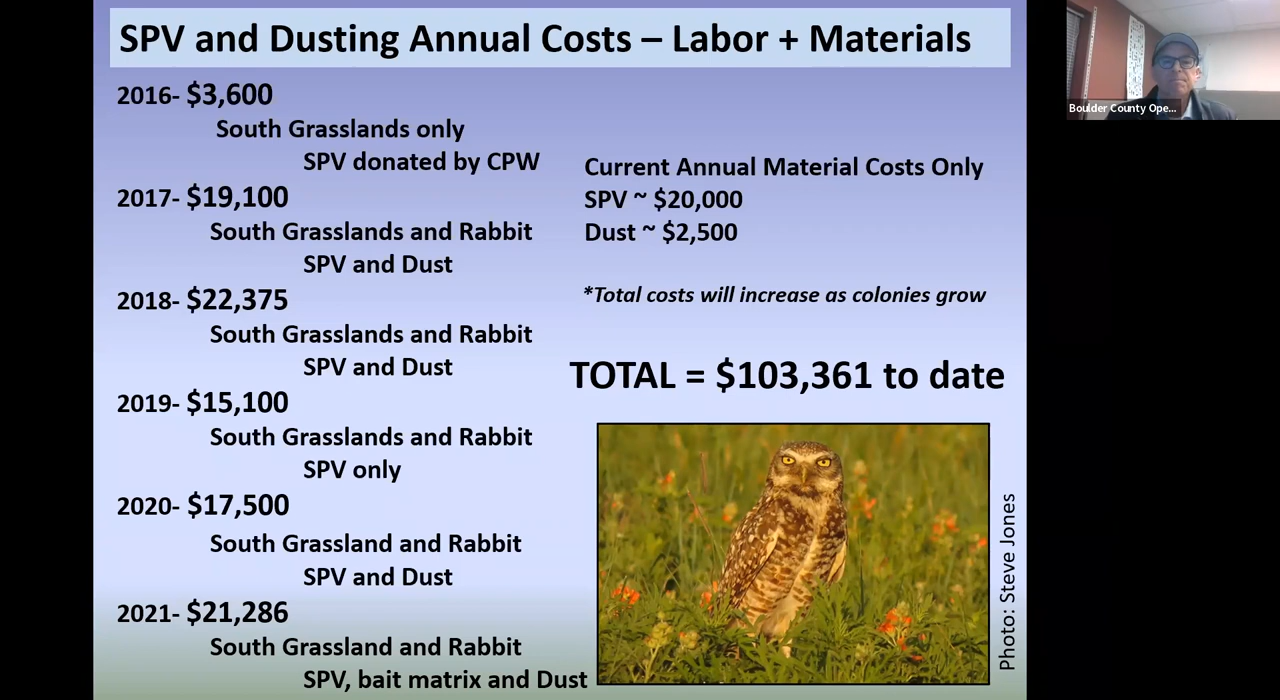 SPV and Dusting Annual Costs – Labor + Materials
2016- $3,600
South Grasslands only
SPV donated by CPW
2017- $19,100
South Grasslands and Rabbit
SPV and Dust
2018- $22,375
South Grasslands and Rabbit
SPV and Dust
2019- $15,100
South Grasslands and Rabbit
SPV only
2020- $17,500
South Grassland and Rabbit
SPV and Dust
2021- $21,286
South Grassland and Rabbit
SPV, bait matrix and Dust
Current Annual Material Costs Only
SPV ~ $20,000
Dust ~ $2,500
*Total costs will increase as colonies grow
TOTAL = $103,361 to date
Photo: Steve Jones
Boulder County Ope...